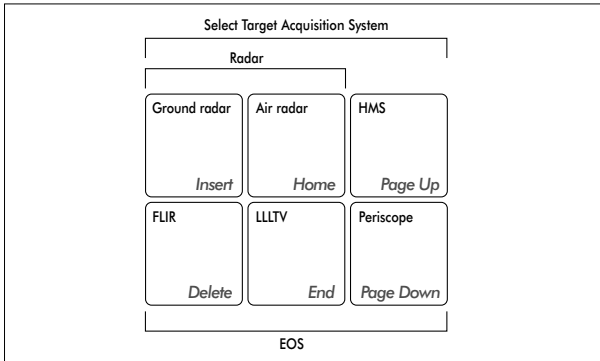 Select Target Acquisition System
Radar
Ground radar
Insert
Air radar
Home
HMS
Page Up
FLIR
Delete
LLLTV
End
Periscope
Page Down
EOS